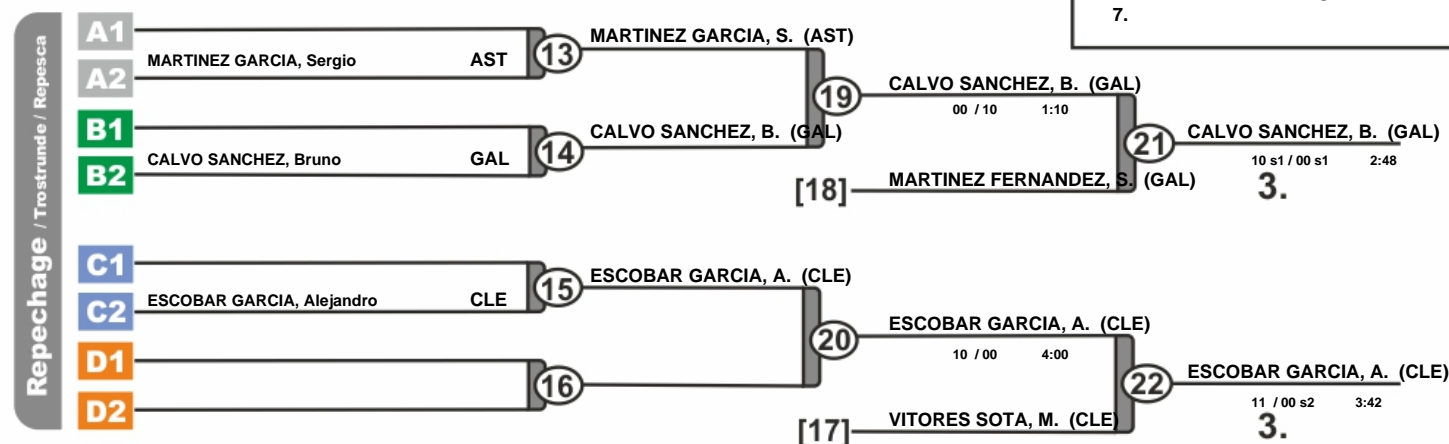 7.
Repechage / Trostrunde / Repesca
A1
MARTINEZ GARCIA, Sergio AST
A2
13
MARTINEZ GARCIA, S. (AST)
B1
CALVO SANCHEZ, Bruno GAL
B2
14
CALVO SANCHEZ, B. (GAL)
19
CALVO SANCHEZ, B. (GAL)
00 / 10 1:10
[18]
MARTINEZ FERNANDEZ, S. (GAL)
21
CALVO SANCHEZ, B. (GAL)
10 s1 / 00 s1 2:48
3.
C1
ESCOBAR GARCIA, Alejandro CLE
C2
15
ESCOBAR GARCIA, A. (CLE)
D1
D2
16
20
ESCOBAR GARCIA, A. (CLE)
10 / 00 4:00
[17]
VITORES SOTA, M. (CLE)
22
ESCOBAR GARCIA, A. (CLE)
11 / 00 s2 3:42
3.